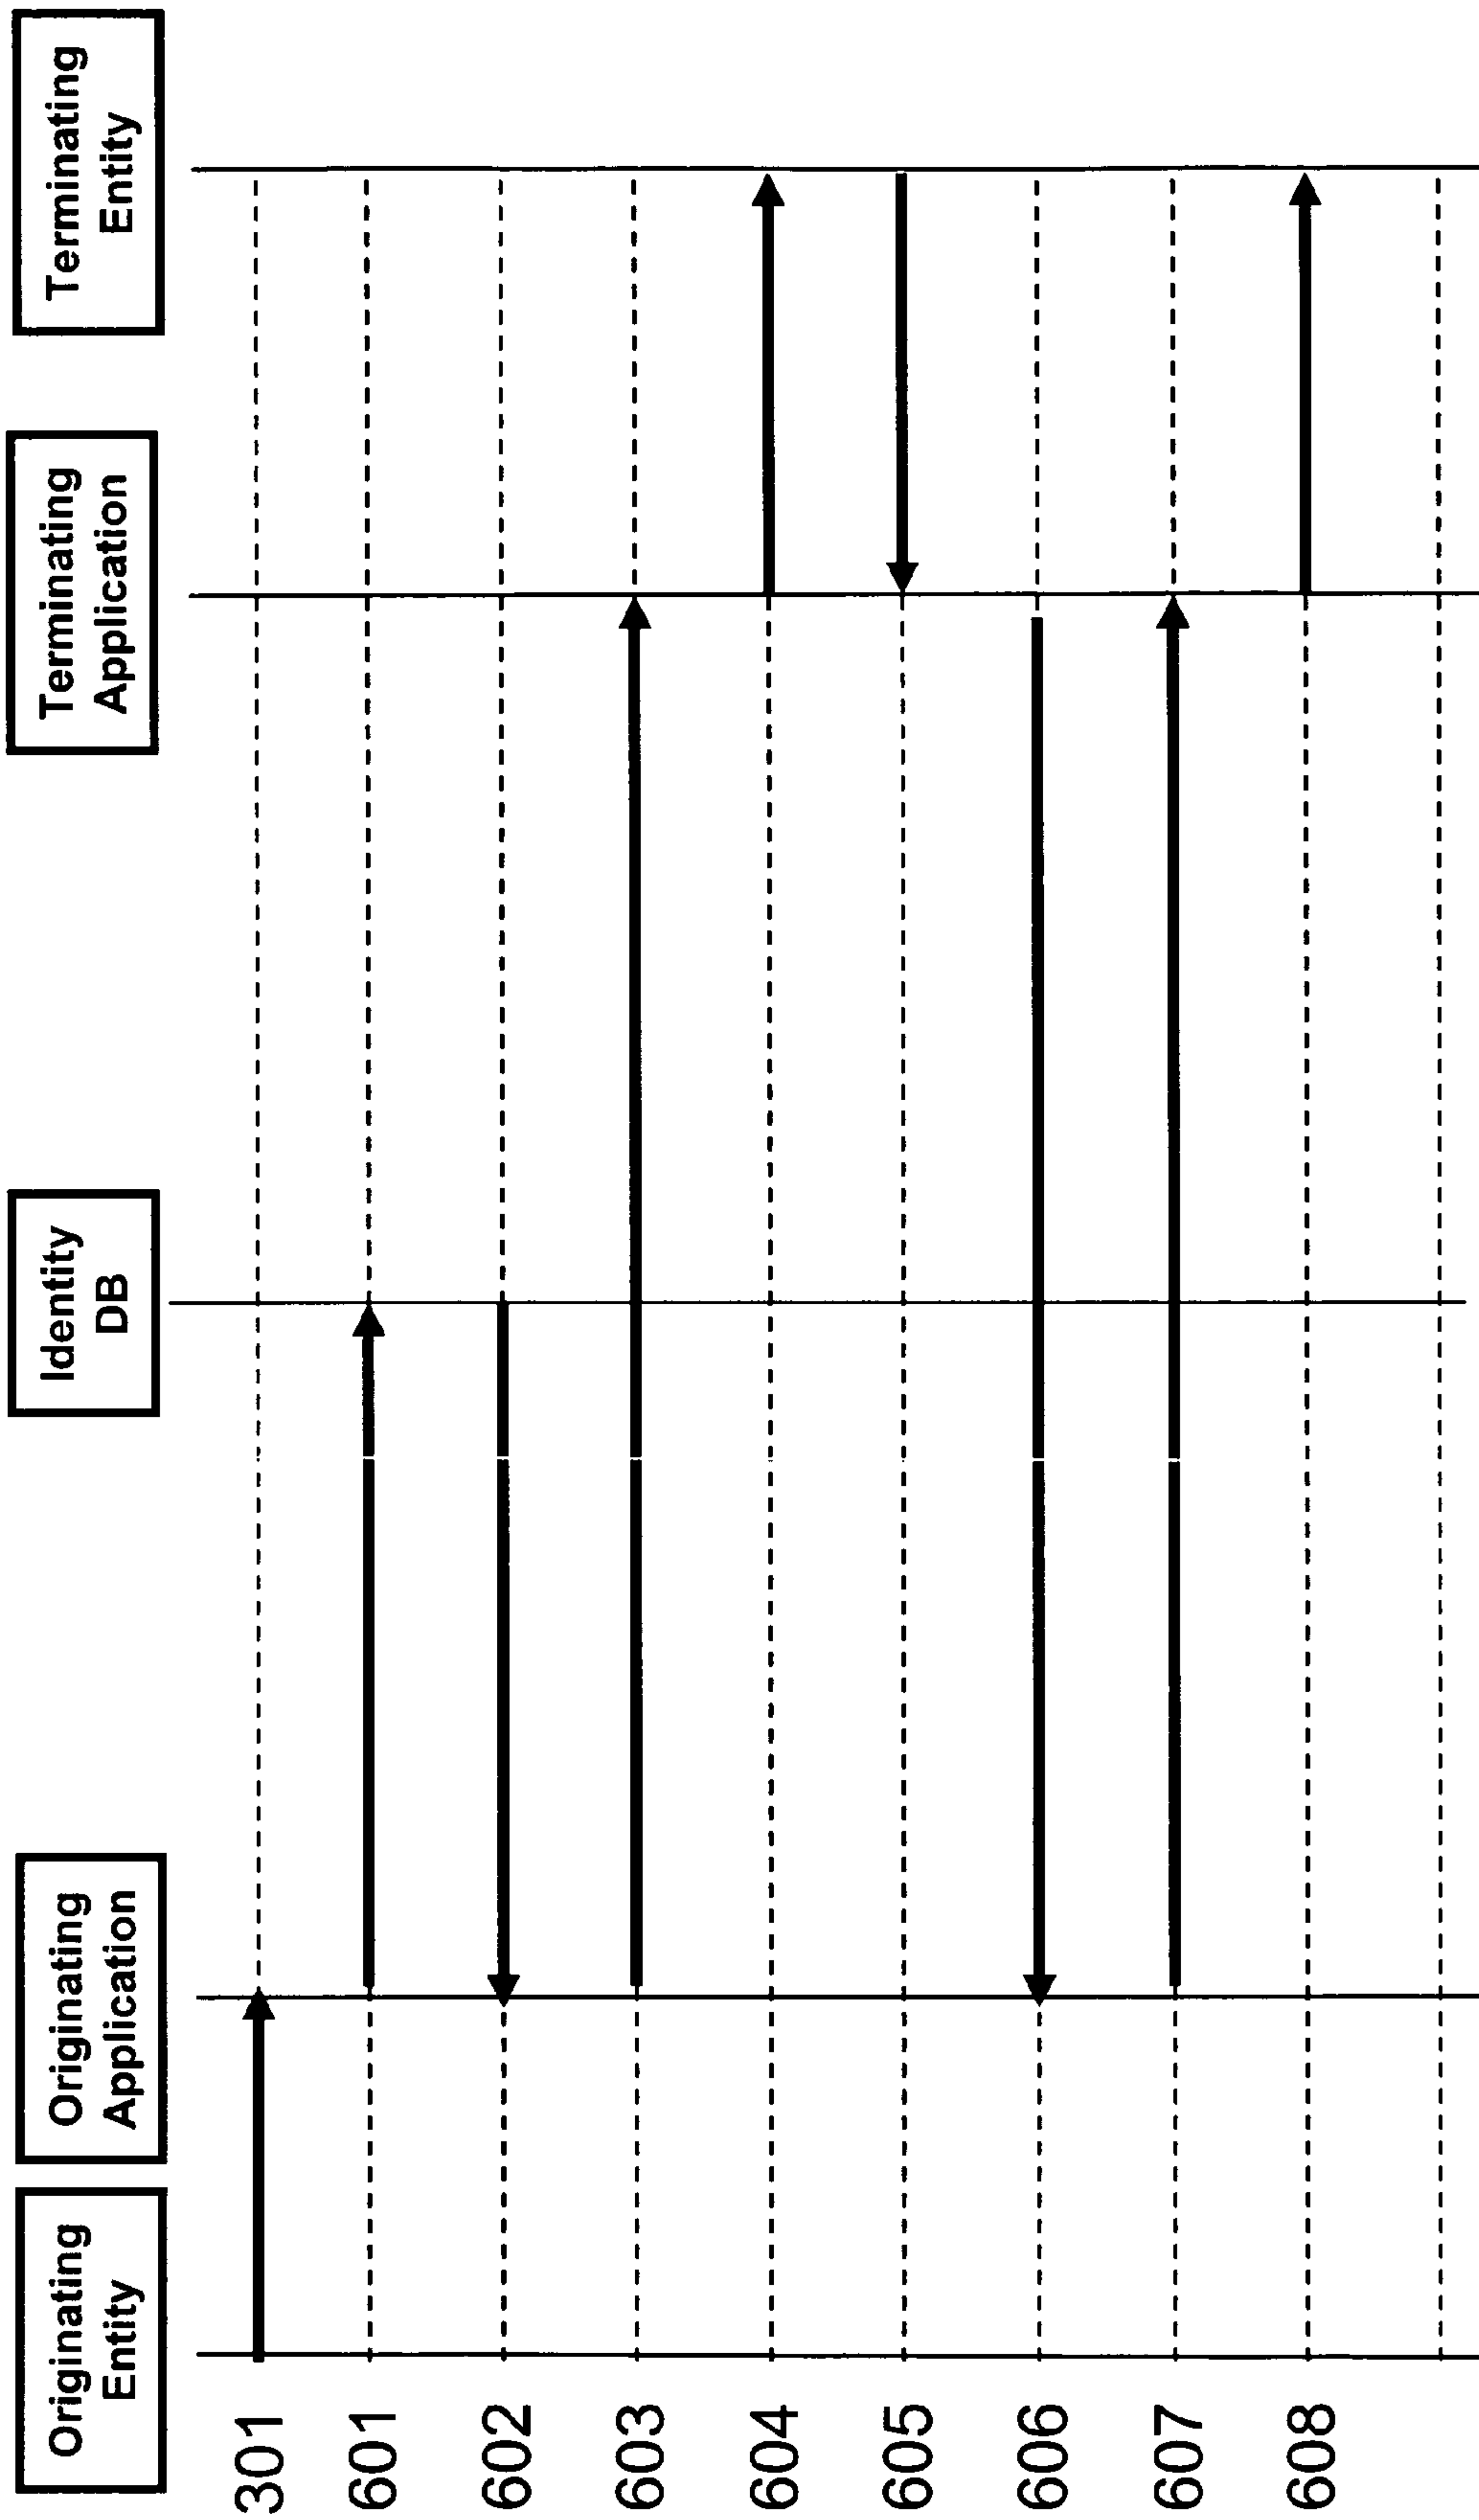 Originating
Entity
Originating
Application
Identity
DB
Terminating
Application
Terminating
Entity
301
601
602
603
604
605
606
607
608